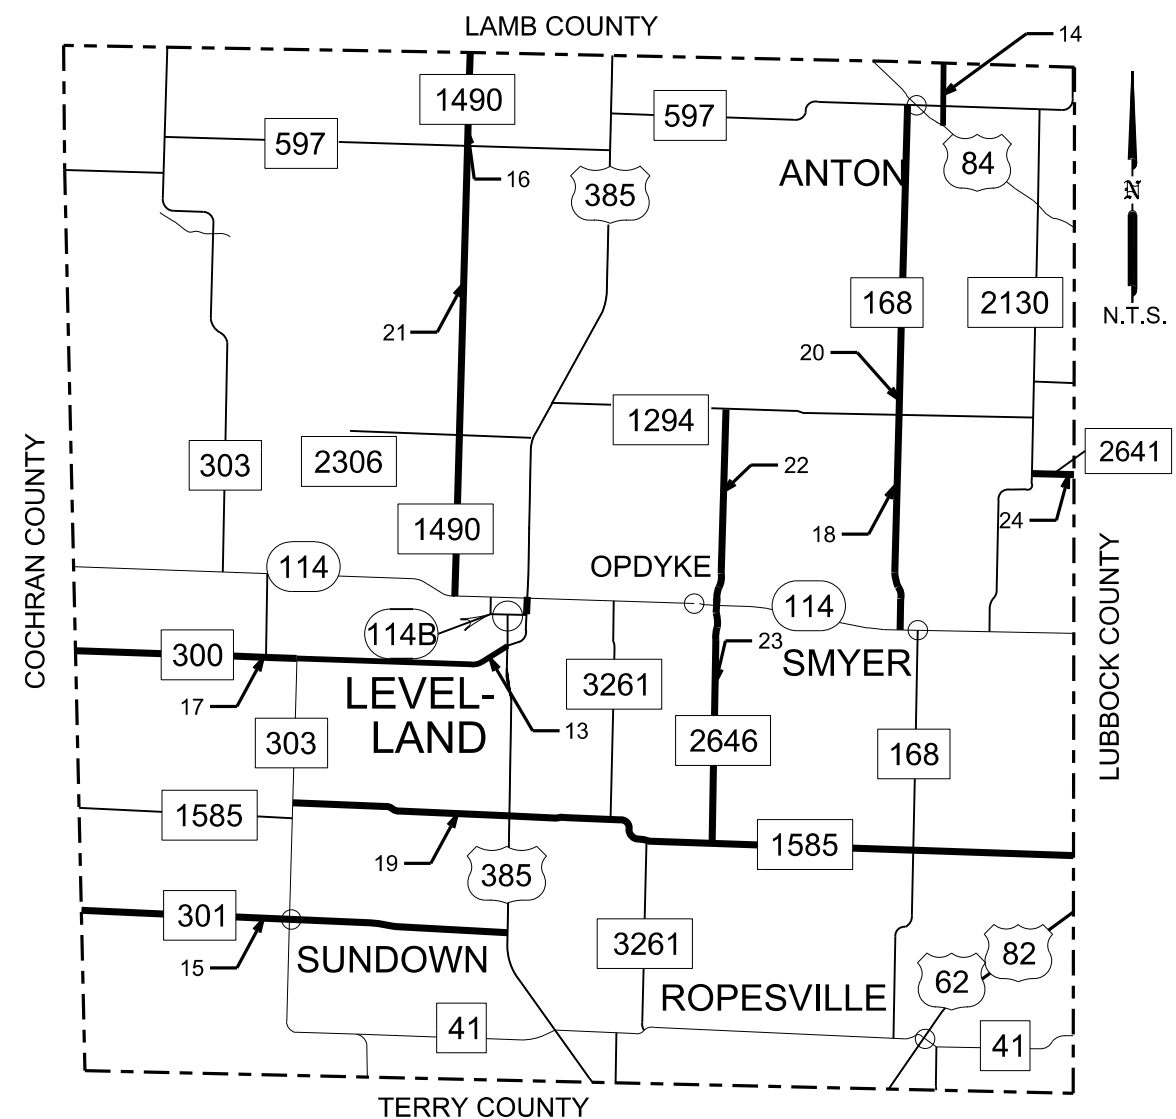 LAMB COUNTY
14
1490
597
597
ANTON
84
16
385
N
168
2130
N.T.S.
21
20
1294
303
2306
22
2641
COCHRAN COUNTY
1490
18
24
OPDYKE
114
114
LUBBOCK COUNTY
114B
300
23
SMYER
3261
LEVEL-
LAND
17
13
303
2646
168
1585
1585
19
385
301
3261
15
SUNDOWN
82
62
ROPESVILLE
41
41
TERRY COUNTY